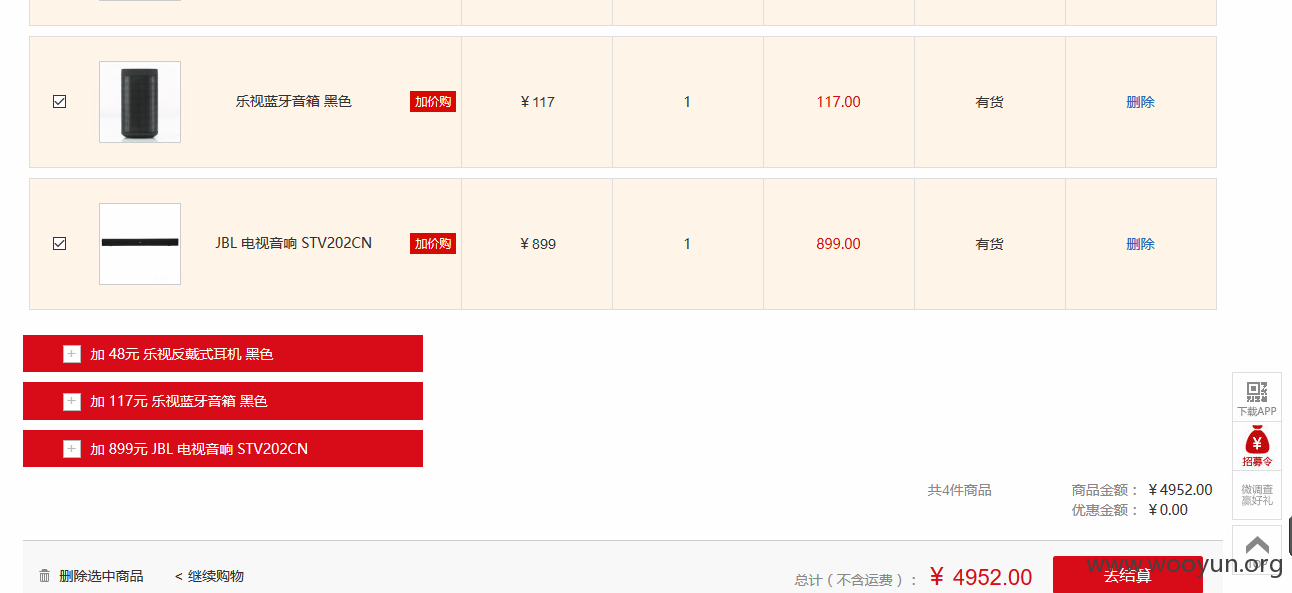 乐视蓝牙音箱 黑色 加价购 ¥ 117 1 117.00 有货 删除
JBL 电视音响 STV202CN 加价购 ¥ 899 1 899.00 有货 删除
加 48元 乐视反戴式耳机 黑色
加 117元 乐视蓝牙音箱 黑色
加 899元 JBL 电视音响 STV202CN
下载APP
招募令
微调查
赢好礼
共4件商品 商品金额： ¥ 4952.00
优惠金额： ¥ 0.00
删除选中商品 < 继续购物 总计（不含运费）： ¥ 4952.00 去结算
www.wooyun.org